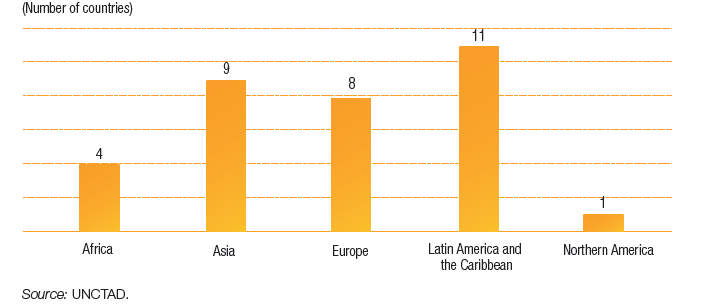 (Number of countries)
11
9
8
4
1
Africa
Asia
Europe
Latin America and
the Caribbean
Northern America
Source: UNCTAD.